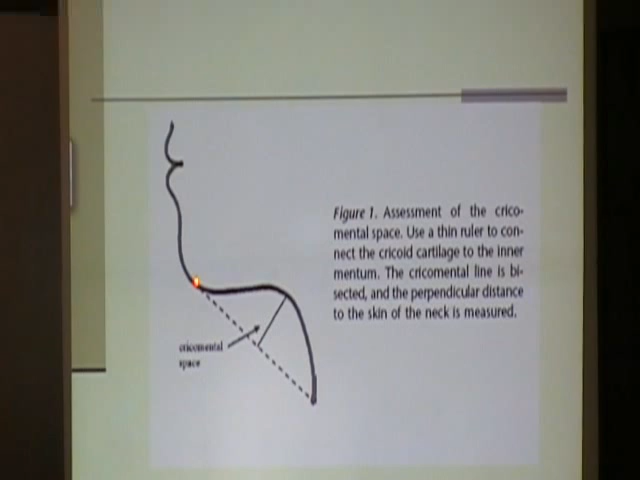 Figure 1. Assessment of the crico-
mental space. Use a thin ruler to con-
nect the cricoid cartilage to the inner
mentum. The cricomental line is bi-
sected, and the perpendicular distance
to the skin of the neck is measured.
cricomental
space